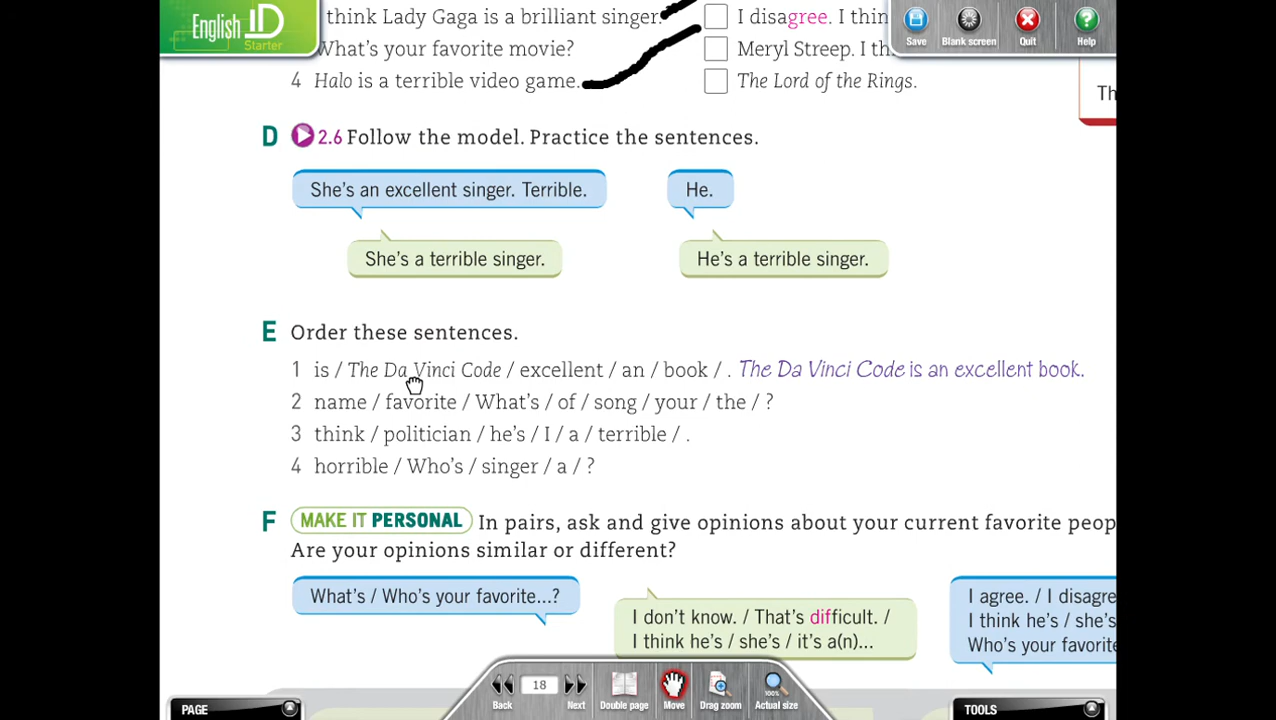 English ID
Starter
think Lady Gaga is a brilliant singer.
I disagree. I thin
What's your favorite movie?
Meryl Streep. I th
4 Halo is a terrible video game.
The Lord of the Rings.
Save
Blank screen
Quit
Help
Th
D 2.6 Follow the model. Practice the sentences.
She's an excellent singer. Terrible.
He.
She's a terrible singer.
He's a terrible singer.
E Order these sentences.
1 is / The Da Vinci Code / excellent / an / book / . The Da Vinci Code is an excellent book.
2 name / favorite / What's / of / song / your / the / ?
3 think / politician / he's / I / a / terrible / .
4 horrible / Who's / singer / a / ?
F MAKE IT PERSONAL In pairs, ask and give opinions about your current favorite peop
Are your opinions similar or different?
What's / Who's your favorite...?
I don't know. / That's difficult. /
I think he's / she's / it's a(n)...
I agree. / I disagre
I think he's / she's
Who's your favorite
18
Back
Next
Double page
Move
Drag zoom
100%
Actual size
PAGE
TOOLS